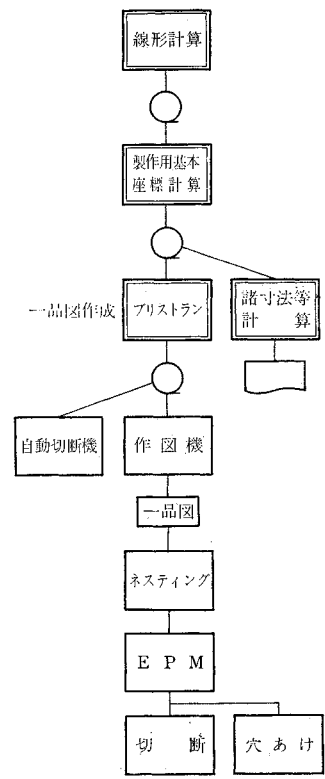 線形計算
製作用基本
座標計算
一品図作成
ブリストラン
諸寸法等
計算
自動切断機
作図機
一品図
ネスティング
EPM
切断
穴あけ